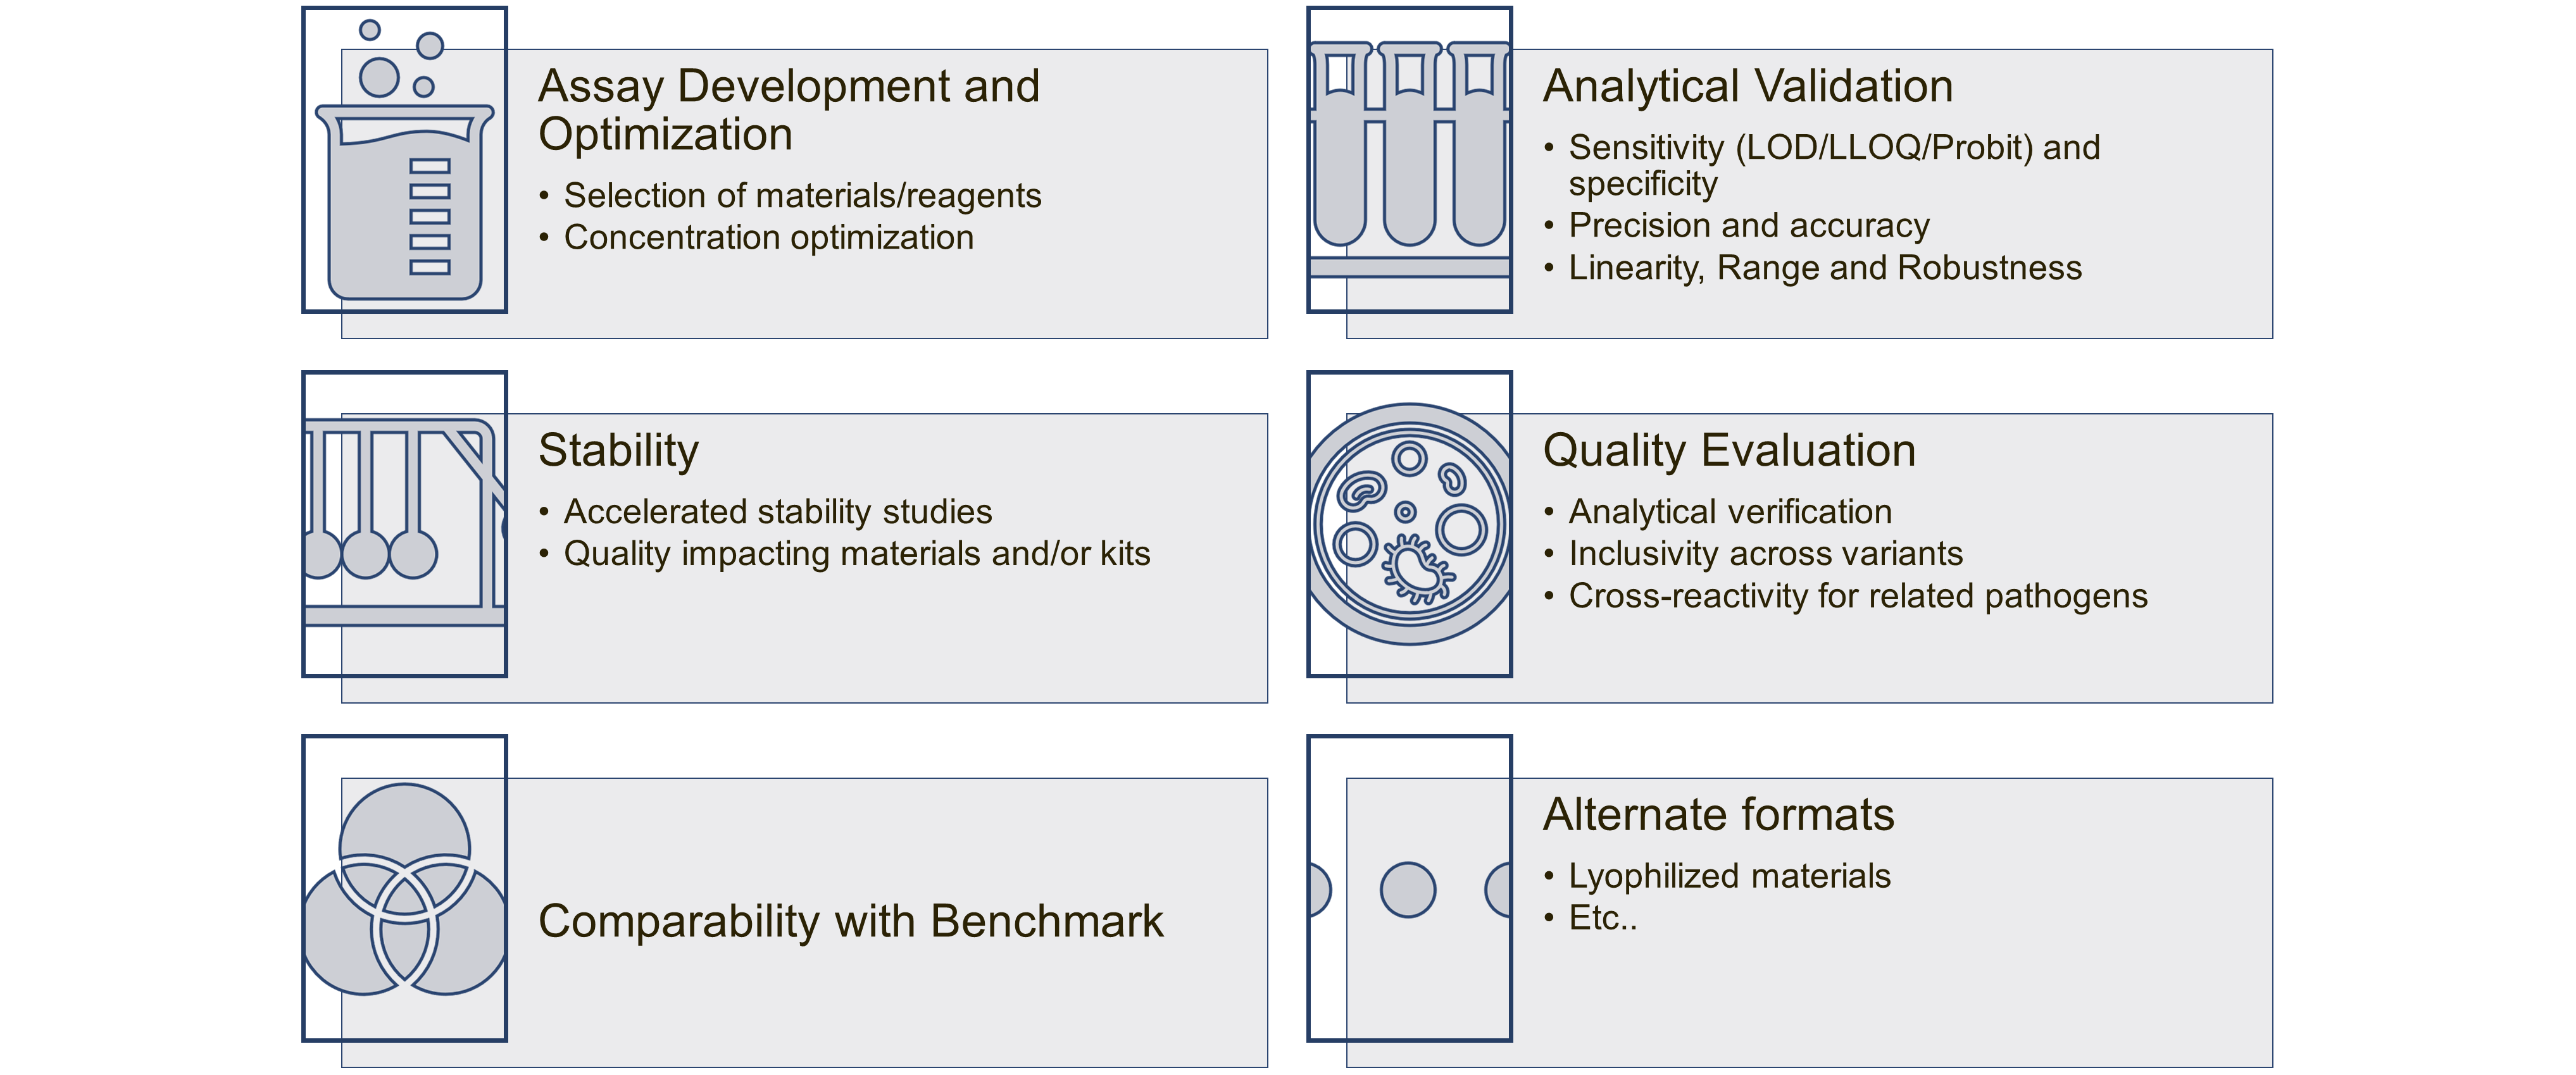 Assay Development and
Optimization
• Selection of materials/reagents
• Concentration optimization
Analytical Validation
• Sensitivity (LOD/LLOQ/Probit) and
specificity
• Precision and accuracy
• Linearity, Range and Robustness
Stability
• Accelerated stability studies
• Quality impacting materials and/or kits
Quality Evaluation
• Analytical verification
• Inclusivity across variants
• Cross-reactivity for related pathogens
Comparability with Benchmark
Alternate formats
• Lyophilized materials
• Etc..